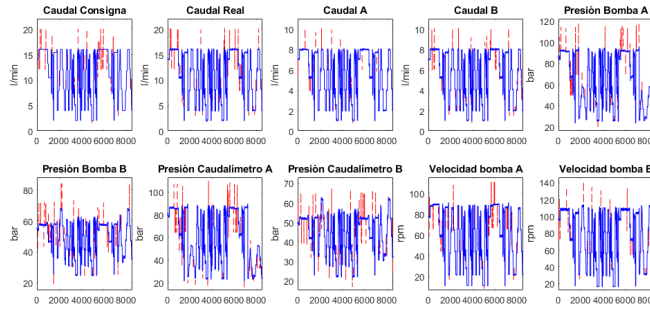 Caudal Consigna
Caudal Real
Caudal A
Caudal B
Presión Bomba A
l/min
20
15
10
5
0
0 2000 4000 6000 8000
l/min
20
15
10
5
0
0 2000 4000 6000 8000
l/min
10
8
6
4
2
0
0 2000 4000 6000 8000
l/min
10
8
6
4
2
0
0 2000 4000 6000 8000
bar
120
100
80
60
40
20
0 2000 4000 6000 8000
Presión Bomba B
Presión Caudalímetro A
Presión Caudalímetro B
Velocidad bomba A
Velocidad bomba B
bar
80
60
40
20
0 2000 4000 6000 8000
bar
100
80
60
40
20
0 2000 4000 6000 8000
bar
70
60
50
40
30
20
0 2000 4000 6000 8000
rpm
100
80
60
40
20
0 2000 4000 6000 8000
rpm
140
120
100
80
60
40
20
0 2000 4000 6000 8000